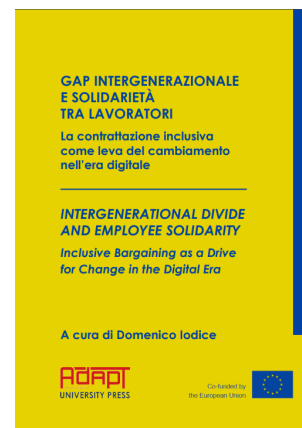 GAP INTERGENERAZIONALE
E SOLIDARIETÀ
TRA LAVORATORI
La contrattazione inclusiva
come leva del cambiamento
nell'era digitale
INTERGENERATIONAL DIVIDE
AND EMPLOYEE SOLIDARITY
Inclusive Bargaining as a Drive
for Change in the Digital Era
A cura di Domenico Iodice
ADAPT
UNIVERSITY PRESS
Co-funded by
the European Union